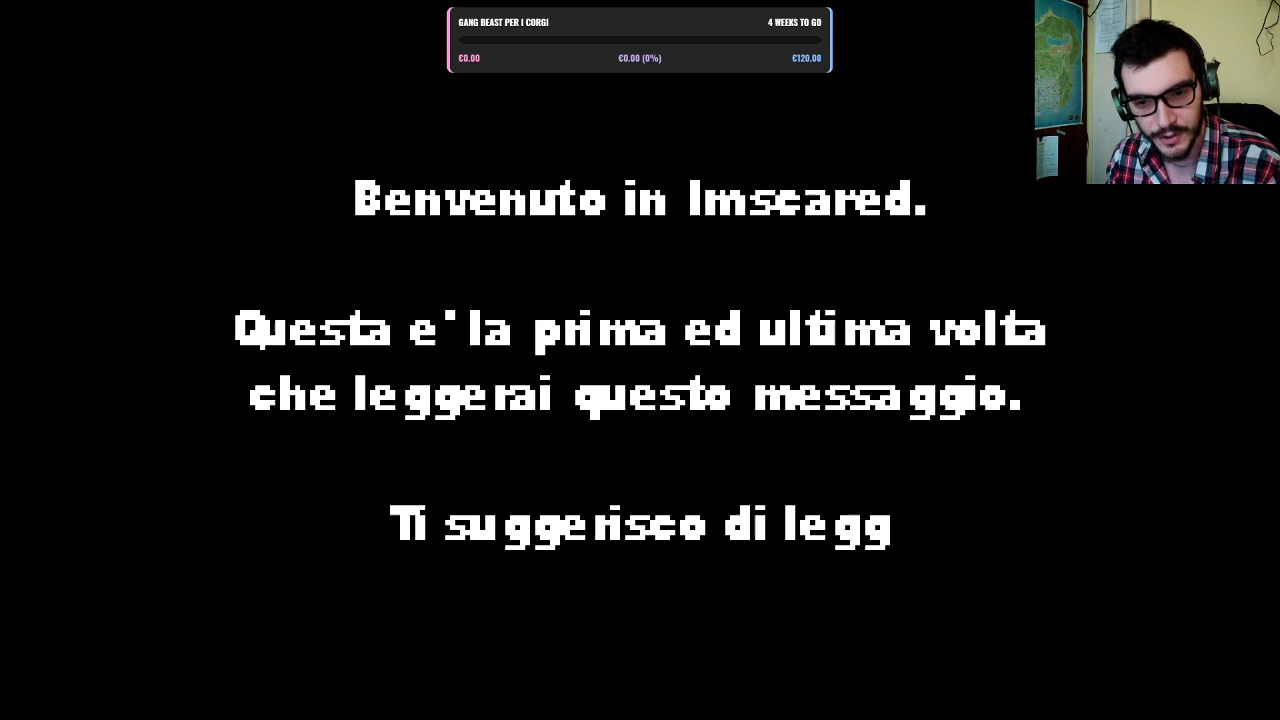 GANG BEAST PER I CORGI 4 WEEKS TO GO
€0.00 €0.00 (0%) €120.00
Benvenuto in Imscared.
Questa e' la prima ed ultima volta
che leggerai questo messaggio.
Ti suggerisco di legg